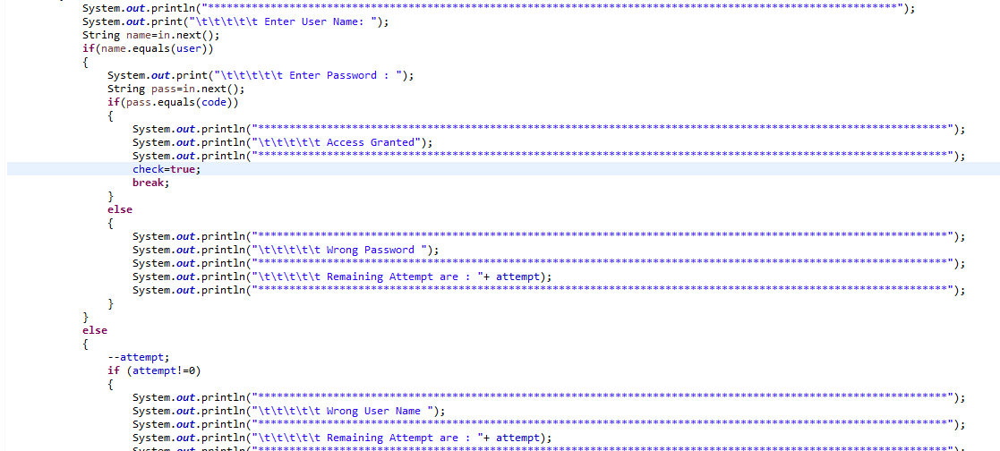 System.out.println("**************************************************************************************************************");
System.out.print("\t\t\t\t\t Enter User Name: ");
String name=in.next();
if(name.equals(user))
{
System.out.print("\t\t\t\t\t Enter Password : ");
String pass=in.next();
if(pass.equals(code))
{
System.out.println("**************************************************************************************************************");
System.out.println("\t\t\t\t\t Access Granted");
System.out.println("**************************************************************************************************************");
check=true;
break;
}
else
{
System.out.println("**************************************************************************************************************");
System.out.println("\t\t\t\t\t Wrong Password ");
System.out.println("**************************************************************************************************************");
System.out.println("\t\t\t\t\t Remaining Attempt are : "+ attempt);
System.out.println("**************************************************************************************************************");
}
}
else
{
--attempt;
if (attempt!=0)
{
System.out.println("**************************************************************************************************************");
System.out.println("\t\t\t\t\t Wrong User Name ");
System.out.println("**************************************************************************************************************");
System.out.println("\t\t\t\t\t Remaining Attempt are : "+ attempt);